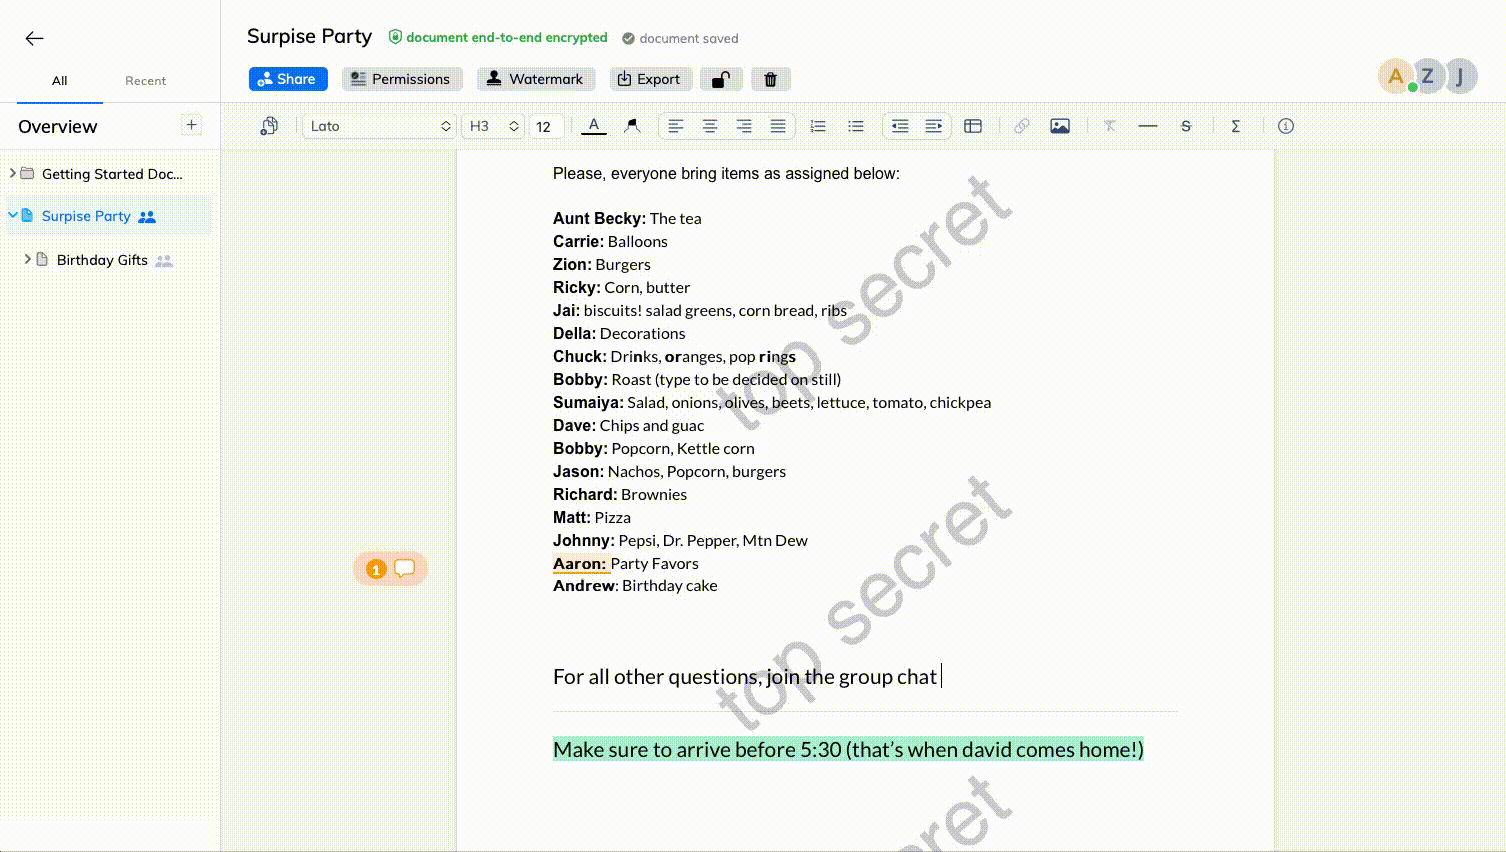 Surpise Party
document end-to-end encrypted
document saved
All
Recent
Share
Permissions
Watermark
Export
A
Z
J
Overview
+
Lato
H3
12
A
S
Σ
Getting Started Doc...
Surpise Party
Birthday Gifts
Please, everyone bring items as assigned below:
Aunt Becky: The tea
Carrie: Balloons
Zion: Burgers
Ricky: Corn, butter
Jai: biscuits! salad greens, corn bread, ribs
Della: Decorations
Chuck: Drinks, oranges, pop rings
Bobby: Roast (type to be decided on still)
Sumaiya: Salad, onions, olives, beets, lettuce, tomato, chickpea
Dave: Chips and guac
Bobby: Popcorn, Kettle corn
Jason: Nachos, Popcorn, burgers
Richard: Brownies
Matt: Pizza
Johnny: Pepsi, Dr. Pepper, Mtn Dew
1
Aaron: Party Favors
Andrew: Birthday cake
For all other questions, join the group chat
Make sure to arrive before 5:30 (that's when david comes home!)
top secret
top secret
cret